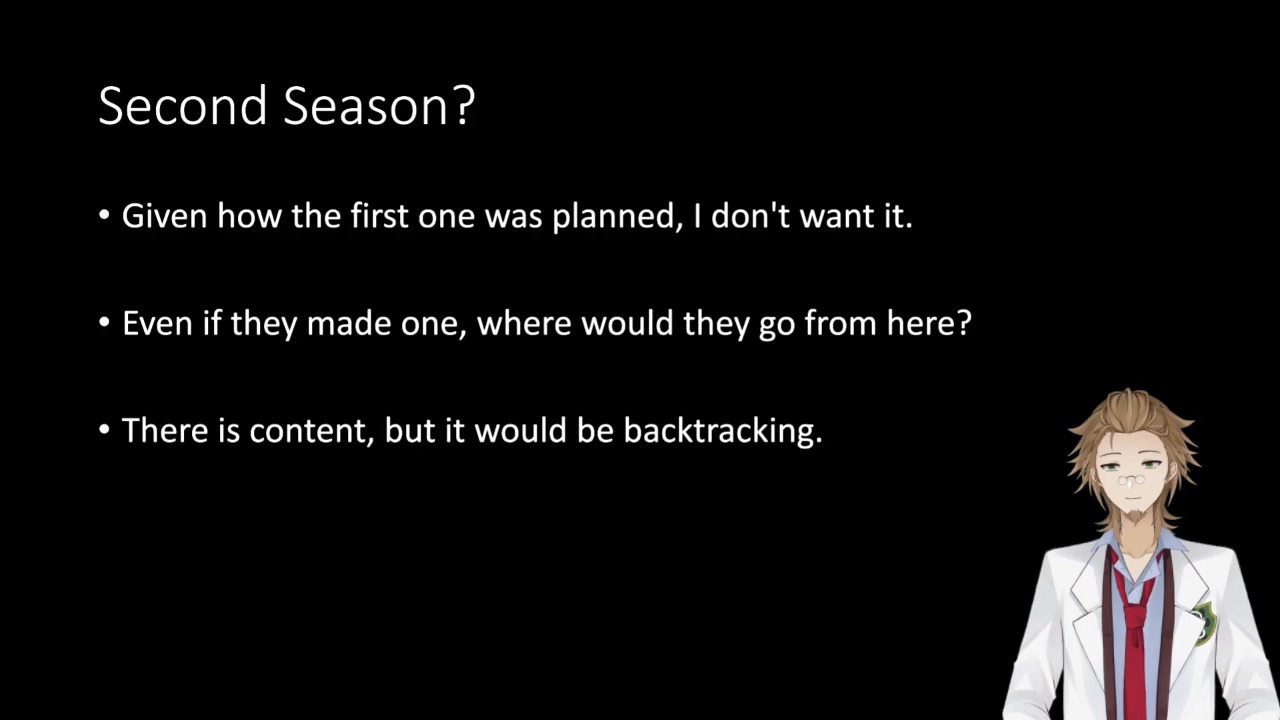 Second Season?
• Given how the first one was planned, I don't want it.
• Even if they made one, where would they go from here?
• There is content, but it would be backtracking.